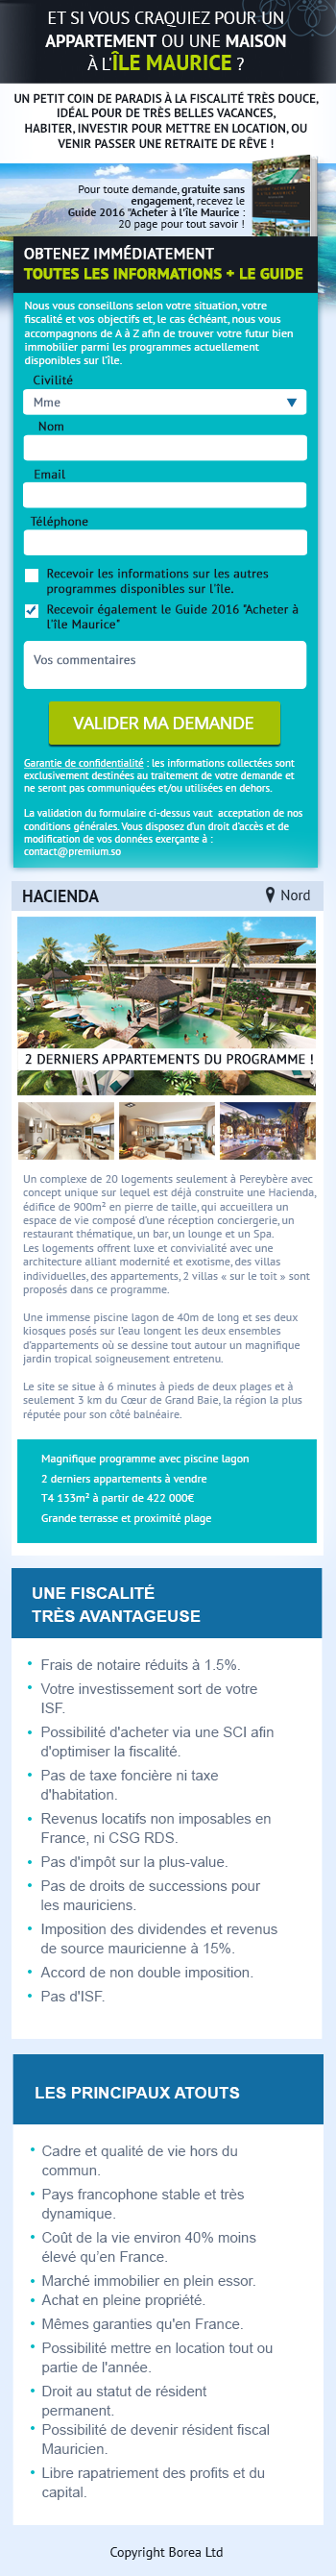 ET SI VOUS CRAQUIEZ POUR UN
APPARTEMENT OU UNE MAISON
À L'ÎLE MAURICE ?
UN PETIT COIN DE PARADIS À LA FISCALITÉ TRÈS DOUCE,
IDÉAL POUR DE TRÈS BELLES VACANCES,
HABITER, INVESTIR POUR METTRE EN LOCATION, OU
VENIR PASSER UNE RETRAITE DE RÊVE !
Pour toute demande, gratuite sans
engagement, recevez le
Guide 2016 "Acheter à l'île Maurice :
20 page pour tout savoir !
OBTENEZ IMMÉDIATEMENT
TOUTES LES INFORMATIONS + LE GUIDE
Nous vous conseillons selon votre situation, votre
fiscalité et vos objectifs et, le cas échéant, nous vous
accompagnons de A à Z afin de trouver votre futur bien
immobilier parmi les programmes actuellement
disponibles sur l'île.
Civilité
Mme
Nom
Email
Téléphone
Recevoir les informations sur les autres
programmes disponibles sur l'île.
Recevoir également le Guide 2016 "Acheter à
l'île Maurice"
Vos commentaires
VALIDER MA DEMANDE
Garantie de confidentialité : les informations collectées sont
exclusivement destinées au traitement de votre demande et
ne seront pas communiquées et/ou utilisées en dehors.
La validation du formulaire ci-dessus vaut acceptation de nos
conditions générales. Vous disposez d'un droit d'accès et de
modification de vos données exerçante à :
contact@premium.so
HACIENDA
Nord
2 DERNIERS APPARTEMENTS DU PROGRAMME !
Un complexe de 20 logements seulement à Pereybère avec
concept unique sur lequel est déjà construite une Hacienda,
édifice de 900m² en pierre de taille, qui accueillera un
espace de vie composé d'une réception conciergerie, un
restaurant thématique, un bar, un lounge et un Spa.
Les logements offrent luxe et convivialité avec une
architecture alliant modernité et exotisme, des villas
individuelles, des appartements, 2 villas « sur le toit » sont
proposés dans ce programme.
Une immense piscine lagon de 40m de long et ses deux
kiosques posés sur l'eau longent les deux ensembles
d'appartements où se dessine tout autour un magnifique
jardin tropical soigneusement entretenu.
Le site se situe à 6 minutes à pieds de deux plages et à
seulement 3 km du Cœur de Grand Baie, la région la plus
réputée pour son côté balnéaire.
Magnifique programme avec piscine lagon
2 derniers appartements à vendre
T4 133m² à partir de 422 000€
Grande terrasse et proximité plage
UNE FISCALITÉ
TRÈS AVANTAGEUSE
• Frais de notaire réduits à 1.5%.
• Votre investissement sort de votre
ISF.
• Possibilité d'acheter via une SCI afin
d'optimiser la fiscalité.
• Pas de taxe foncière ni taxe
d'habitation.
• Revenus locatifs non imposables en
France, ni CSG RDS.
• Pas d'impôt sur la plus-value.
• Pas de droits de successions pour
les mauriciens.
• Imposition des dividendes et revenus
de source mauricienne à 15%.
• Accord de non double imposition.
• Pas d'ISF.
LES PRINCIPAUX ATOUTS
• Cadre et qualité de vie hors du
commun.
• Pays francophone stable et très
dynamique.
• Coût de la vie environ 40% moins
élevé qu'en France.
• Marché immobilier en plein essor.
• Achat en pleine propriété.
• Mêmes garanties qu'en France.
• Possibilité mettre en location tout ou
partie de l'année.
• Droit au statut de résident
permanent.
• Possibilité de devenir résident fiscal
Mauricien.
• Libre rapatriement des profits et du
capital.
Copyright Borea Ltd